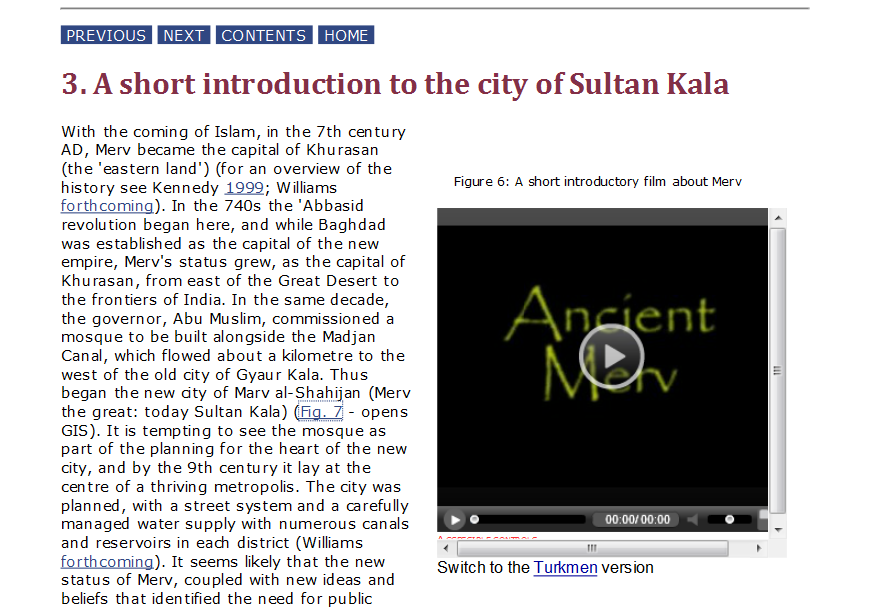 PREVIOUS NEXT CONTENTS HOME
3. A short introduction to the city of Sultan Kala
With the coming of Islam, in the 7th century
AD, Merv became the capital of Khurasan
(the 'eastern land') (for an overview of the
history see Kennedy 1999; Williams
forthcoming). In the 740s the 'Abbasid
revolution began here, and while Baghdad
was established as the capital of the new
empire, Merv's status grew, as the capital of
Khurasan, from east of the Great Desert to
the frontiers of India. In the same decade,
the governor, Abu Muslim, commissioned a
mosque to be built alongside the Madjan
Canal, which flowed about a kilometre to the
west of the old city of Gyaur Kala. Thus
began the new city of Marv al-Shahijan (Merv
the great: today Sultan Kala) (Fig. 7 - opens
GIS). It is tempting to see the mosque as
part of the planning for the heart of the new
city, and by the 9th century it lay at the
centre of a thriving metropolis. The city was
planned, with a street system and a carefully
managed water supply with numerous canals
and reservoirs in each district (Williams
forthcoming). It seems likely that the new
status of Merv, coupled with new ideas and
beliefs that identified the need for public
Figure 6: A short introductory film about Merv
Ancient
Merv
00:00/00:00
Switch to the Turkmen version